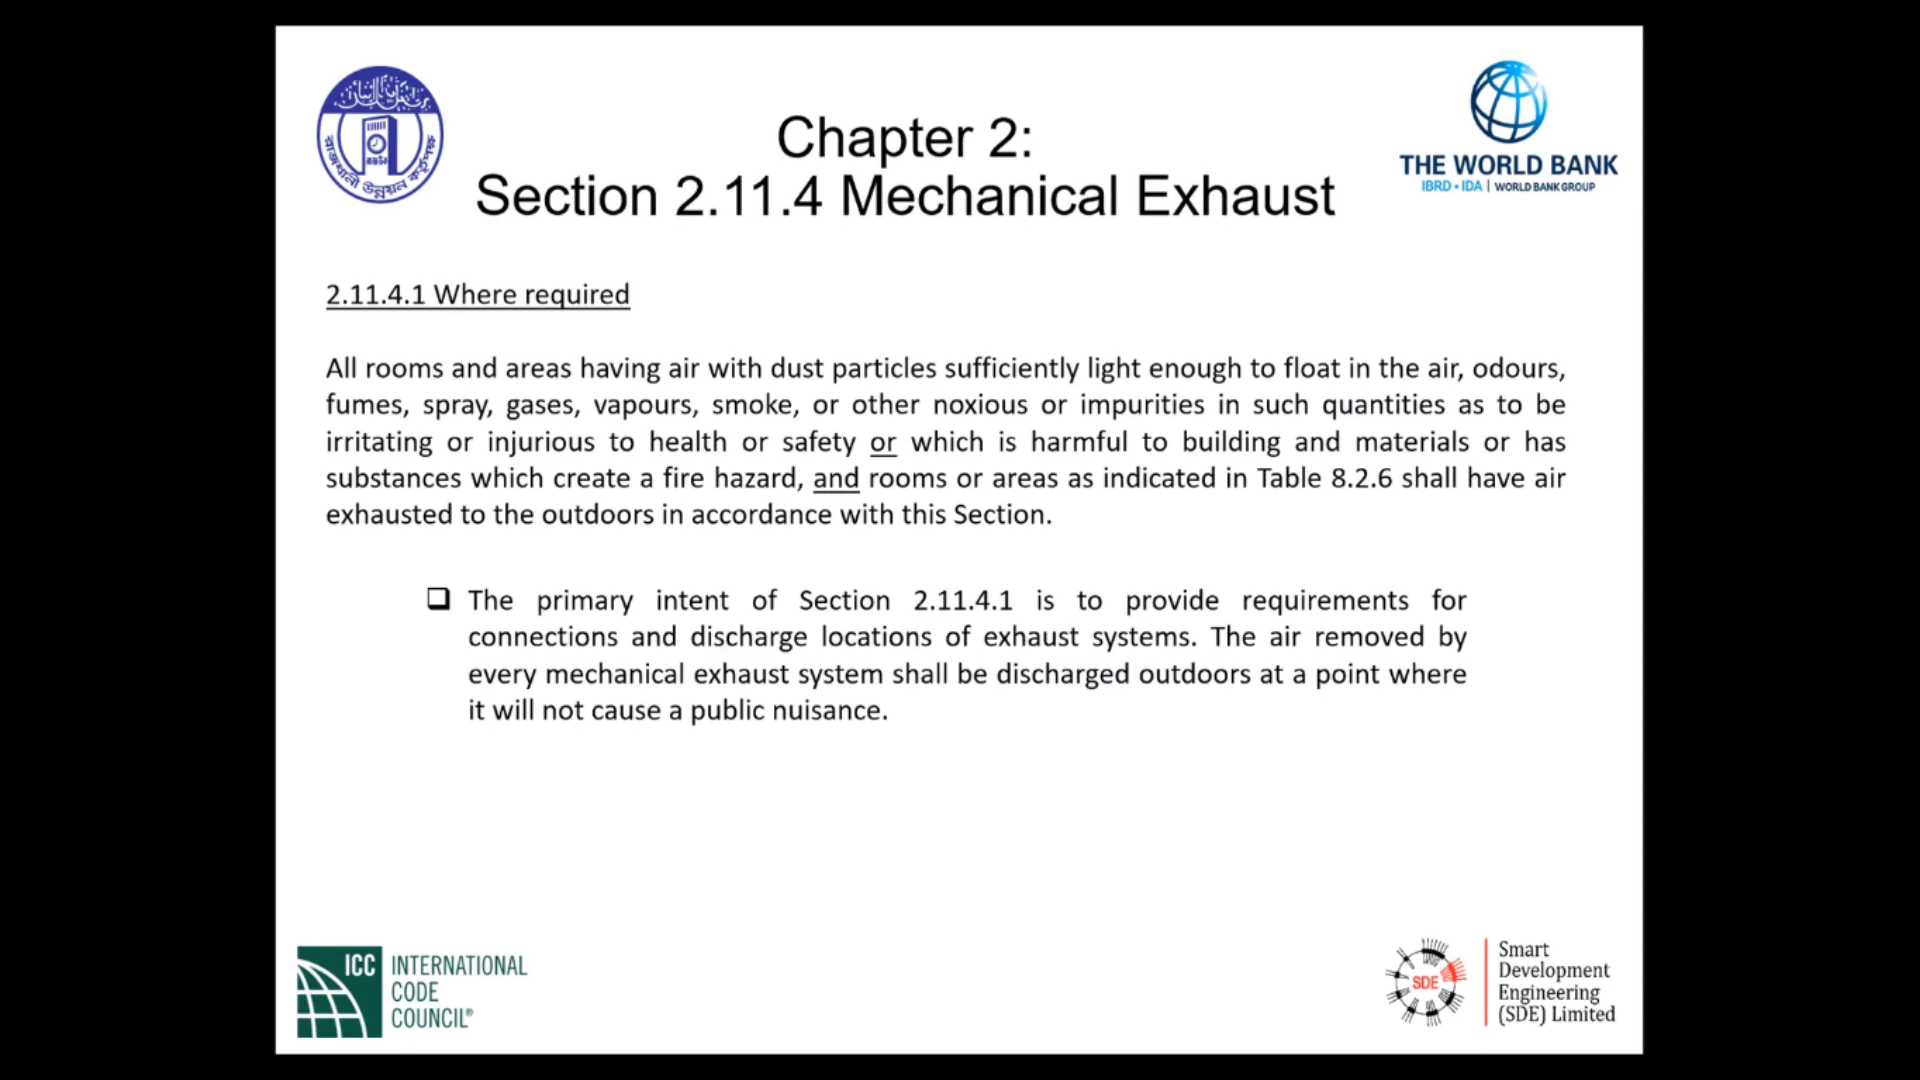 Chapter 2:
Section 2.11.4 Mechanical Exhaust
রাজধানী উন্নয়ন কর্তৃপক্ষ
THE WORLD BANK
IBRD • IDA | WORLD BANK GROUP
2.11.4.1 Where required
All rooms and areas having air with dust particles sufficiently light enough to float in the air, odours,
fumes, spray, gases, vapours, smoke, or other noxious or impurities in such quantities as to be
irritating or injurious to health or safety or which is harmful to building and materials or has
substances which create a fire hazard, and rooms or areas as indicated in Table 8.2.6 shall have air
exhausted to the outdoors in accordance with this Section.
❑ The primary intent of Section 2.11.4.1 is to provide requirements for
connections and discharge locations of exhaust systems. The air removed by
every mechanical exhaust system shall be discharged outdoors at a point where
it will not cause a public nuisance.
ICC
INTERNATIONAL
CODE
COUNCIL®
SDE
Smart
Development
Engineering
(SDE) Limited